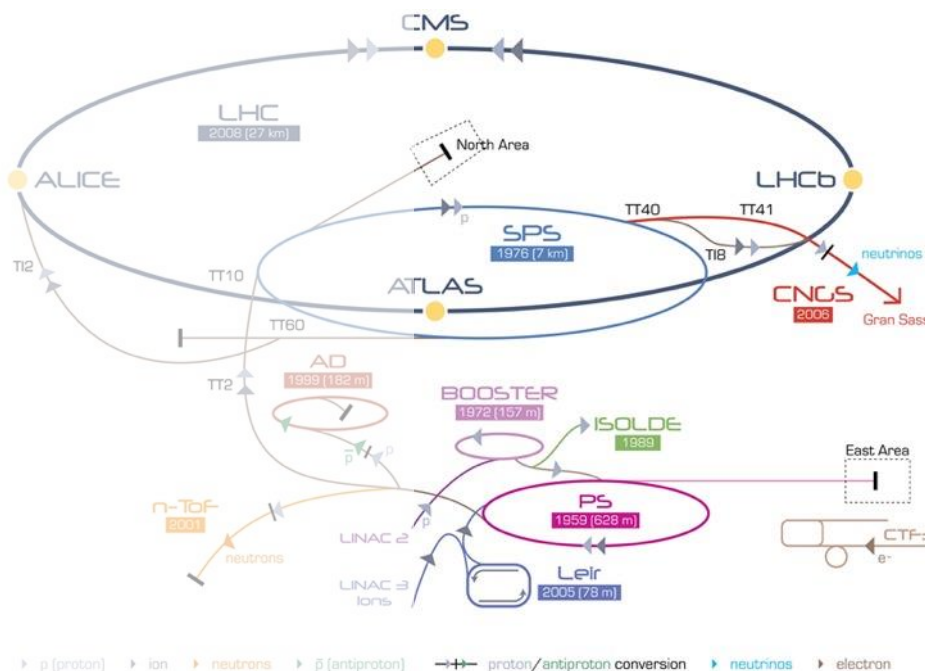 CMS
LHC
2008 (27 km)
North Area
ALICE
LHCb
TT40
TT41
SPS
1976 (7 km)
TI8
TI2
TT10
ATLAS
neutrinos
CNGS
2006
Gran Sass
TT60
AD
1999 (182 m)
TT2
BOOSTER
1972 (157 m)
ISOLDE
1989
East Area
p
p̄
p
n-ToF
2001
PS
1959 (628 m)
LINAC 2
p
neutrons
CTF3
e-
LINAC 3
Ions
Leir
2005 (78 m)
p (proton)
ion
neutrons
p̄ (antiproton)
proton/antiproton conversion
neutrinos
electron